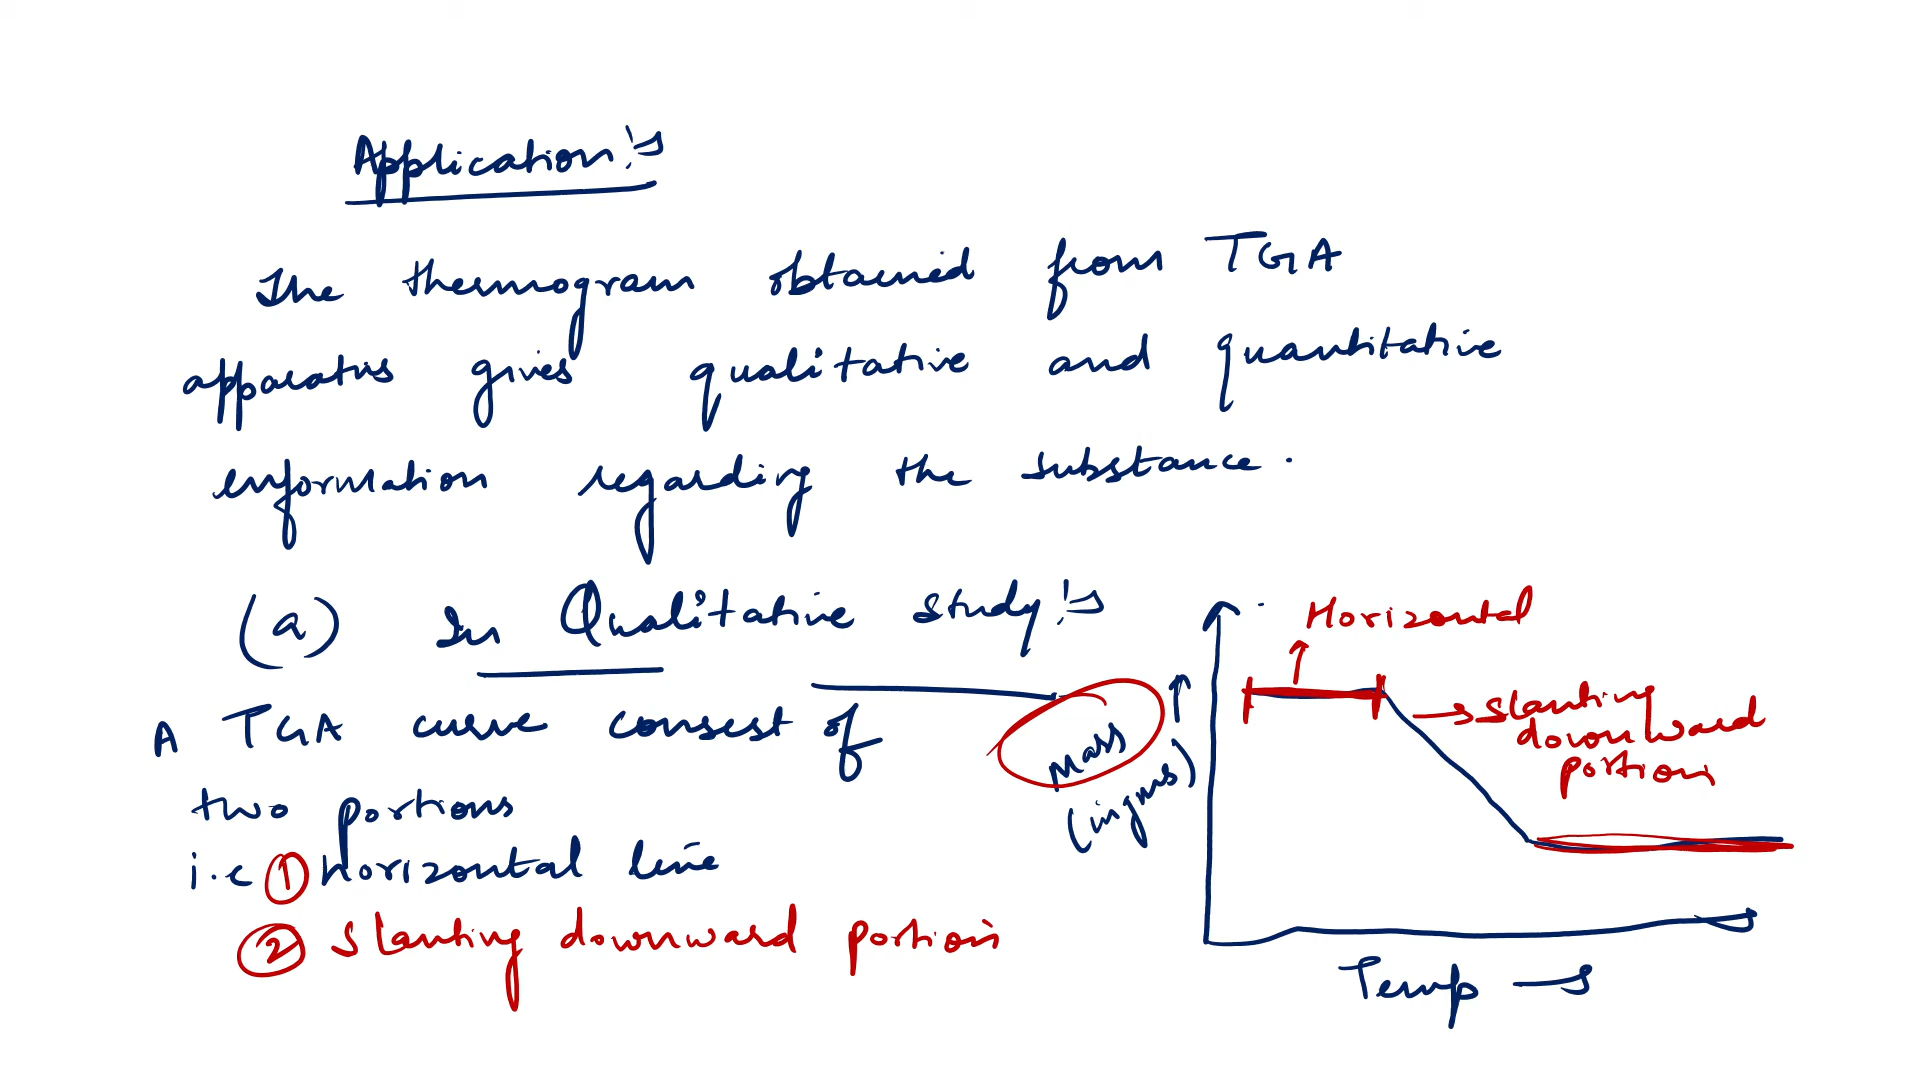 Application :-
The thermogram obtained from TGA
apparatus gives qualitative and quantitative
information regarding the substance.
(a) In Qualitative study :-
A TGA curve consist of
two portions
i.e ① Horizontal line
② Slanting downward portion
Mass
(in gms)
Horizontal
Slanting
downward
portion
Temp